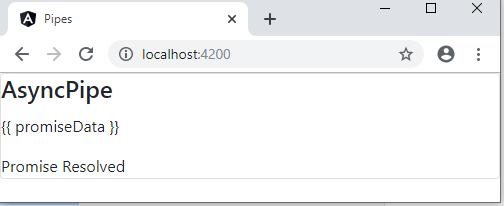 Pipes
localhost:4200
AsyncPipe
{{ promiseData }}
Promise Resolved